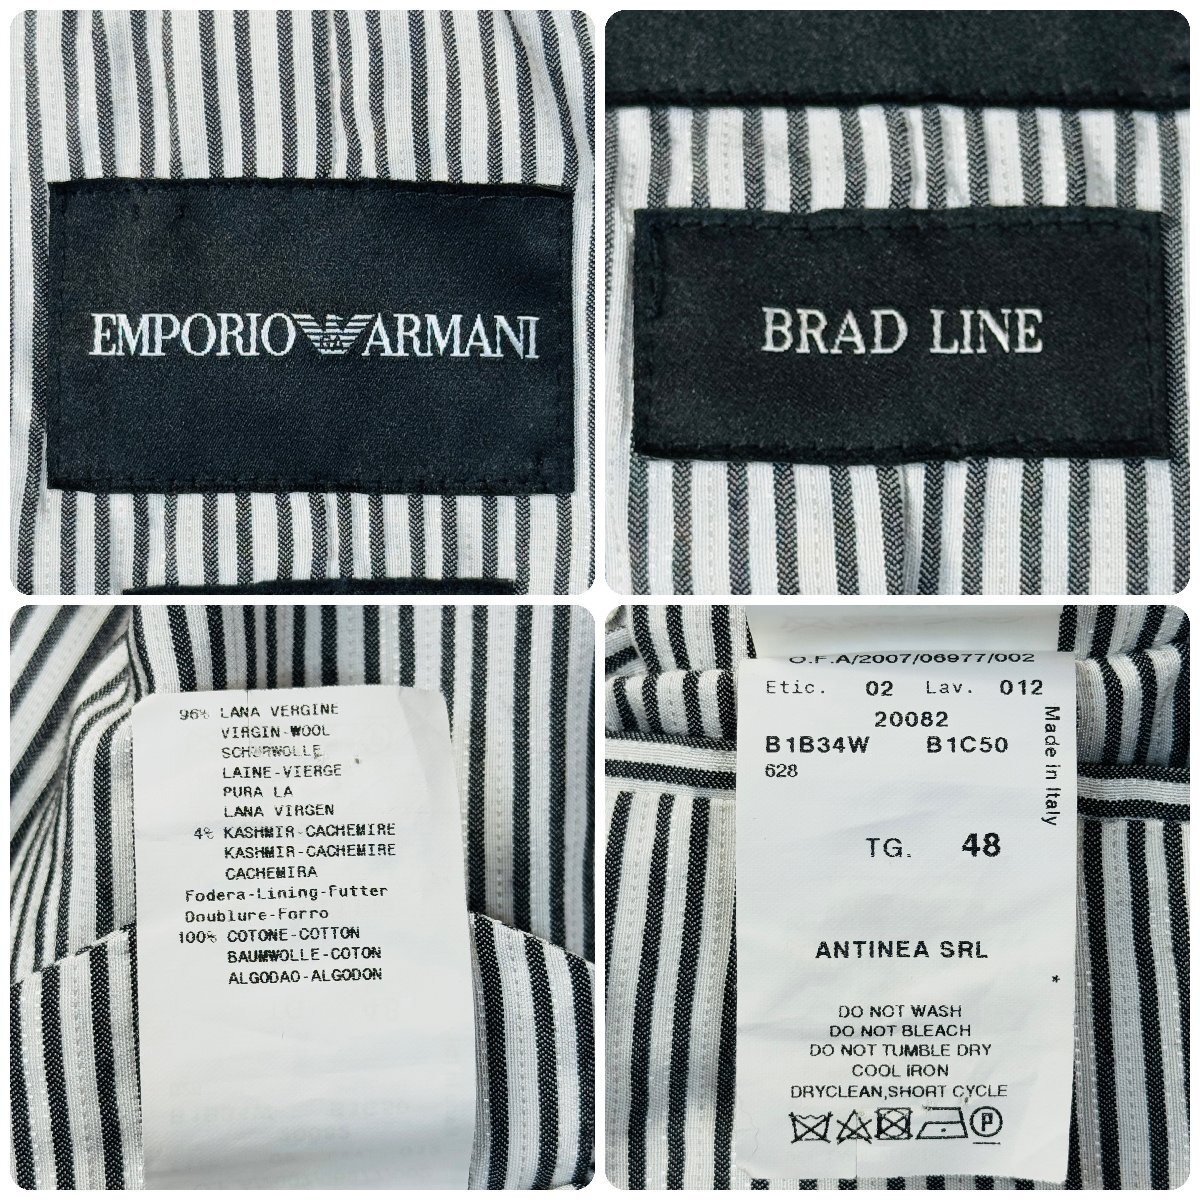 EMPORIO ARMANI
BRAD LINE
96% LANA VERGINE
VIRGIN-WOOL
SCHURWOLLE
LAINE-VIERGE
PURA LA
LANA VIRGEN
4% KASHMIR-CACHEMIRE
KASHMIR-CACHEMIRE
CACHEMIRA
Fodera-Lining-Futter
Doublure-Forro
100% COTONE-COTTON
BAUMWOLLE-COTON
ALGODAO-ALGODON
O.F.A/2007/06977/002
Etic. 02 Lav. 012
20082
B1B34W B1C50
628
Made in Italy
TG. 48
ANTINEA SRL
*
DO NOT WASH
DO NOT BLEACH
DO NOT TUMBLE DRY
COOL IRON
DRYCLEAN,SHORT CYCLE
P